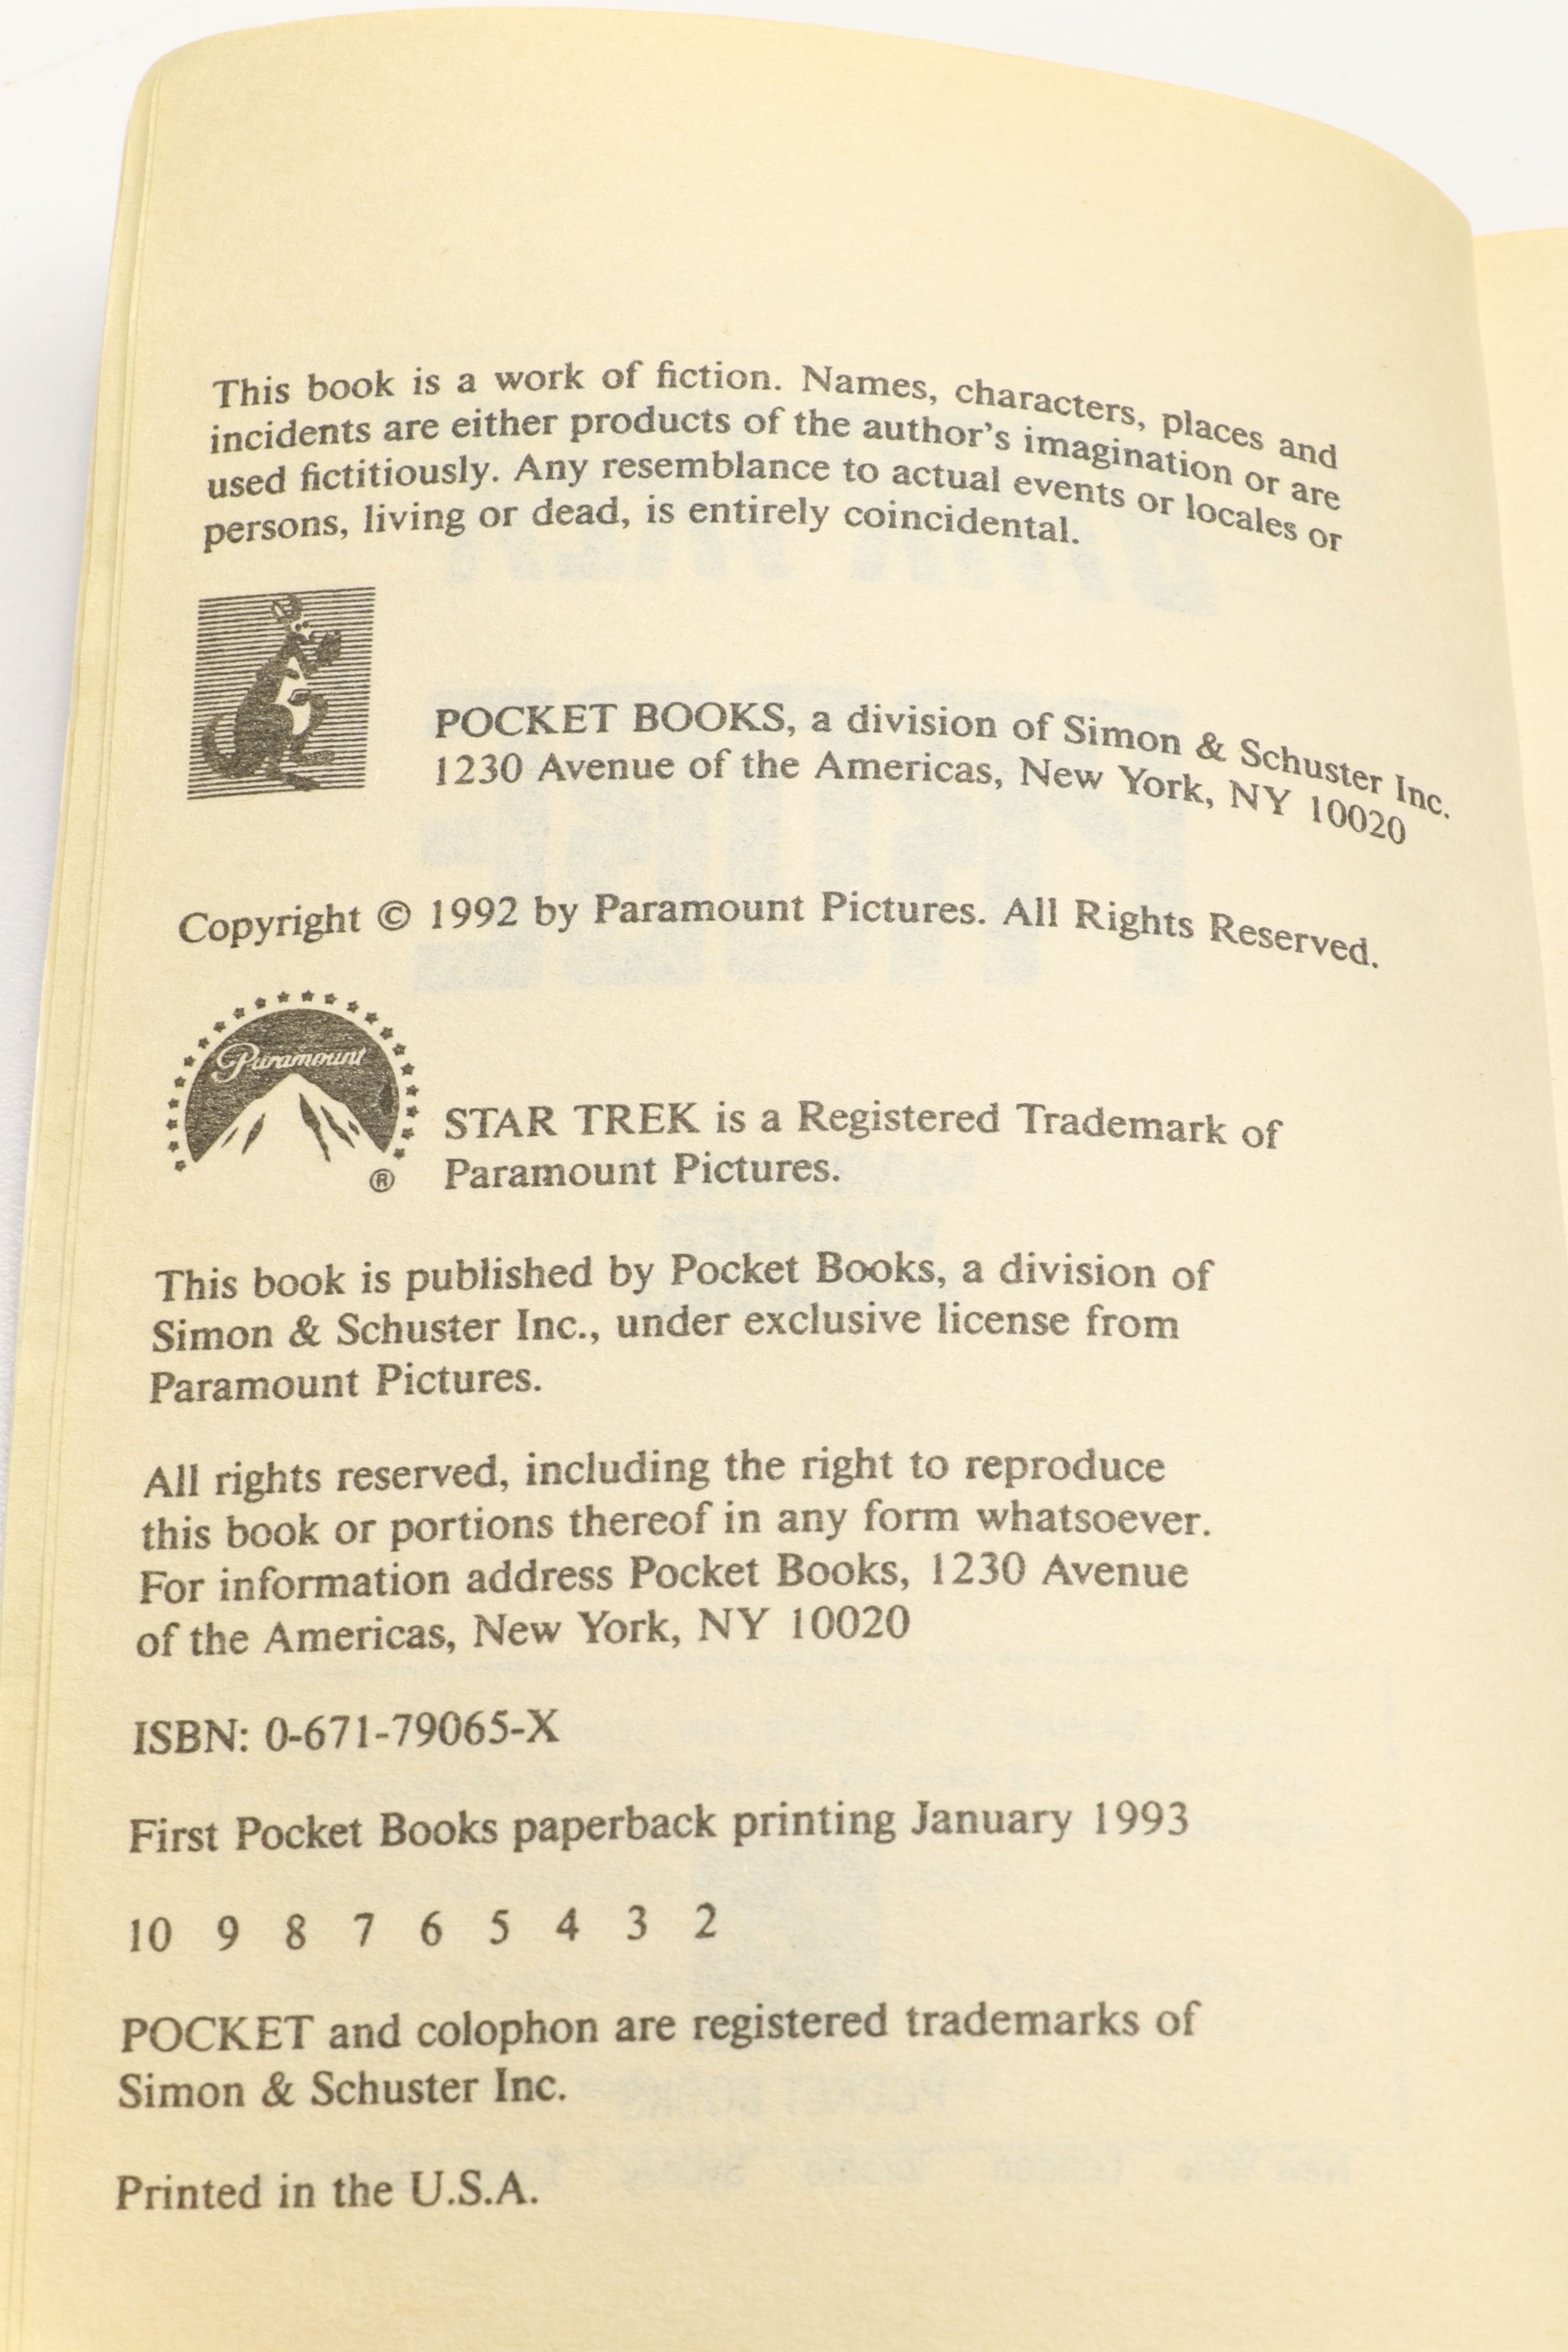 This book is a work of fiction. Names, characters, places and
incidents are either products of the author's imagination or are
used fictitiously. Any resemblance to actual events or locales or
persons, living or dead, is entirely coincidental.
POCKET BOOKS, a division of Simon & Schuster Inc.
1230 Avenue of the Americas, New York, NY 10020
Copyright © 1992 by Paramount Pictures. All Rights Reserved.
Paramount
®
STAR TREK is a Registered Trademark of
Paramount Pictures.
This book is published by Pocket Books, a division of
Simon & Schuster Inc., under exclusive license from
Paramount Pictures.
All rights reserved, including the right to reproduce
this book or portions thereof in any form whatsoever.
For information address Pocket Books, 1230 Avenue
of the Americas, New York, NY 10020
ISBN: 0-671-79065-X
First Pocket Books paperback printing January 1993
10 9 8 7 6 5 4 3 2
POCKET and colophon are registered trademarks of
Simon & Schuster Inc.
Printed in the U.S.A.